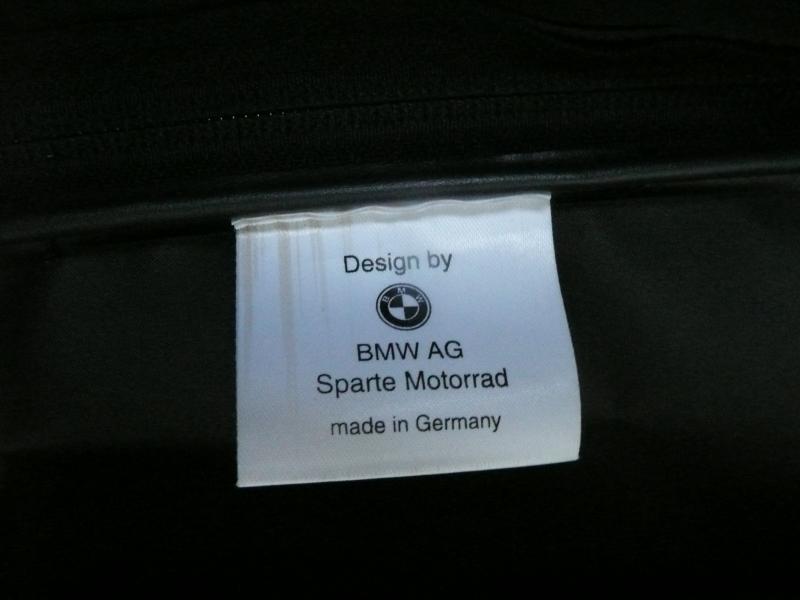 Design by
BMW
BMW AG
Sparte Motorrad
made in Germany